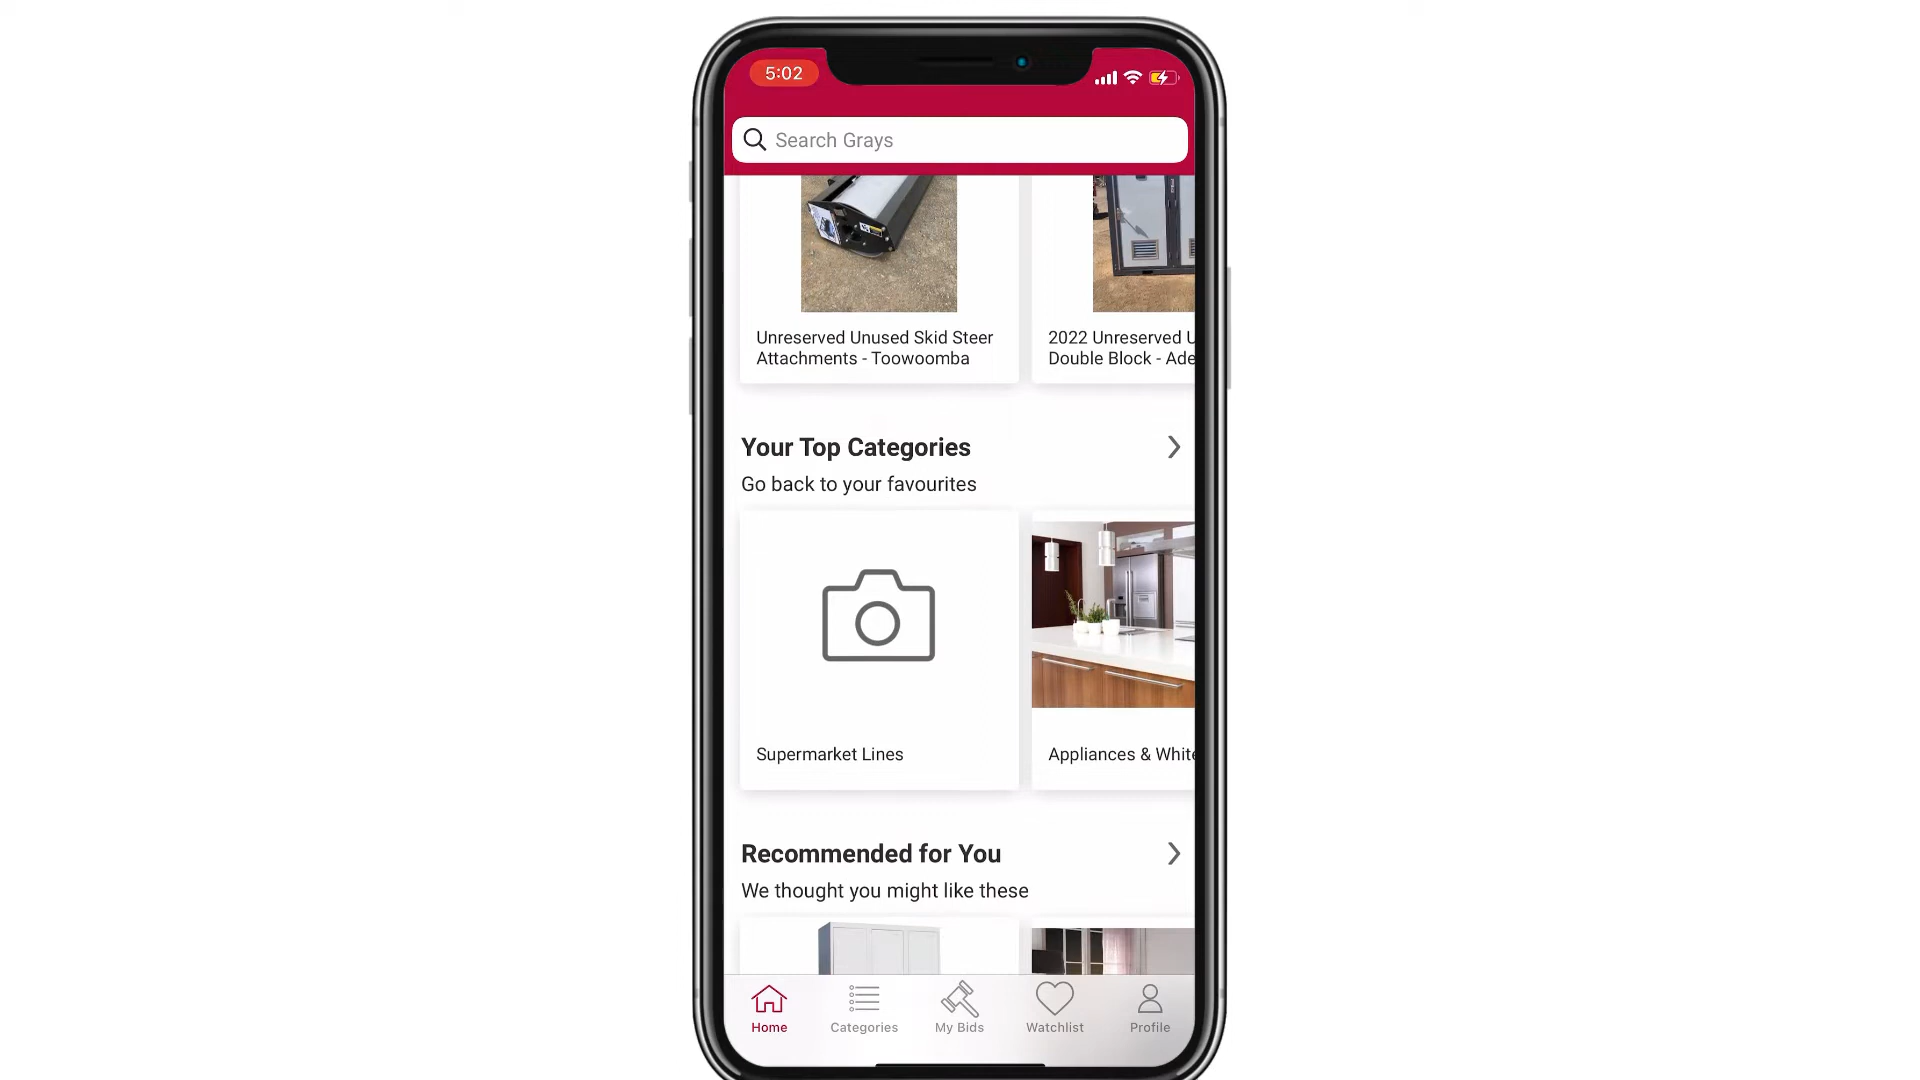 5:02
Search Grays
Unreserved Unused Skid Steer
Attachments - Toowoomba
2022 Unreserved U
Double Block - Ade
Your Top Categories
Go back to your favourites
Supermarket Lines
Appliances & White
Recommended for You
We thought you might like these
Home
Categories
My Bids
Watchlist
Profile